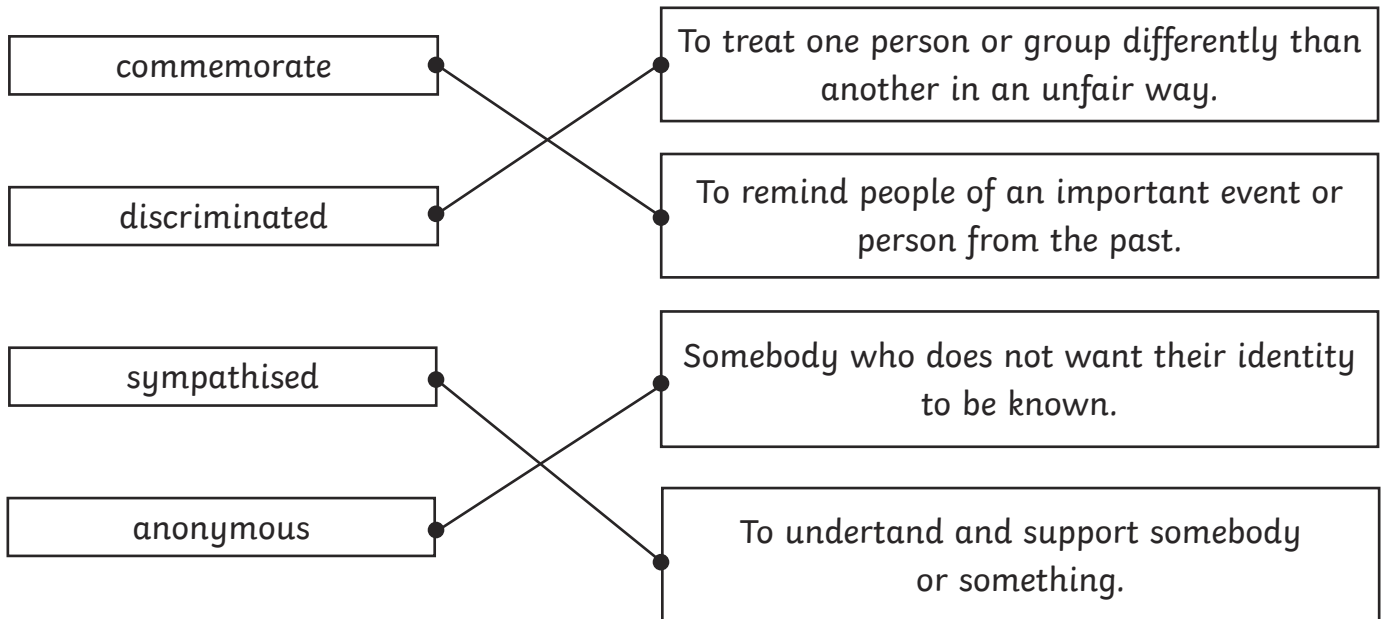 commemorate
To treat one person or group differently than
another in an unfair way.
discriminated
To remind people of an important event or
person from the past.
sympathised
Somebody who does not want their identity
to be known.
anonymous
To undertand and support somebody
or something.